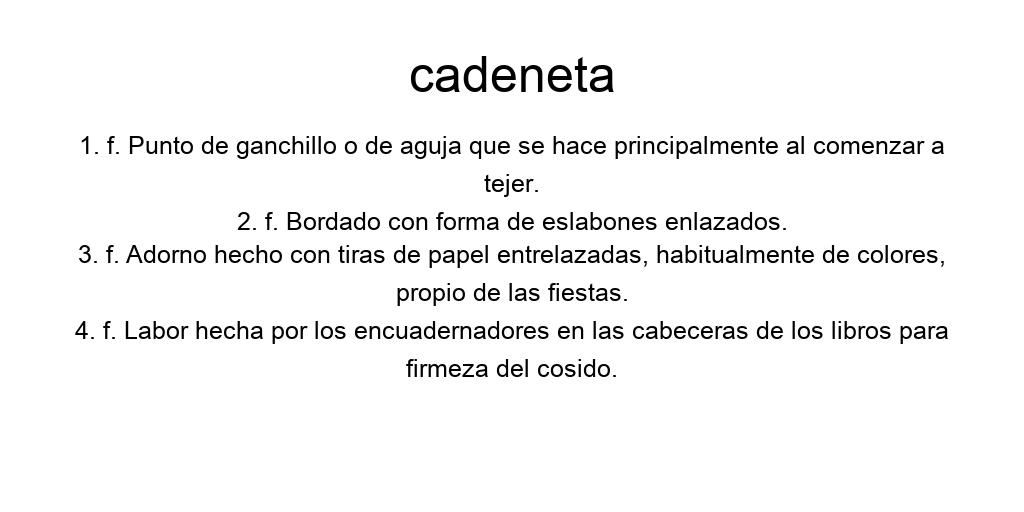 cadeneta
1. f. Punto de ganchillo o de aguja que se hace principalmente al comenzar a
tejer.
2. f. Bordado con forma de eslabones enlazados.
3. f. Adorno hecho con tiras de papel entrelazadas, habitualmente de colores,
propio de las fiestas.
4. f. Labor hecha por los encuadernadores en las cabeceras de los libros para
firmeza del cosido.